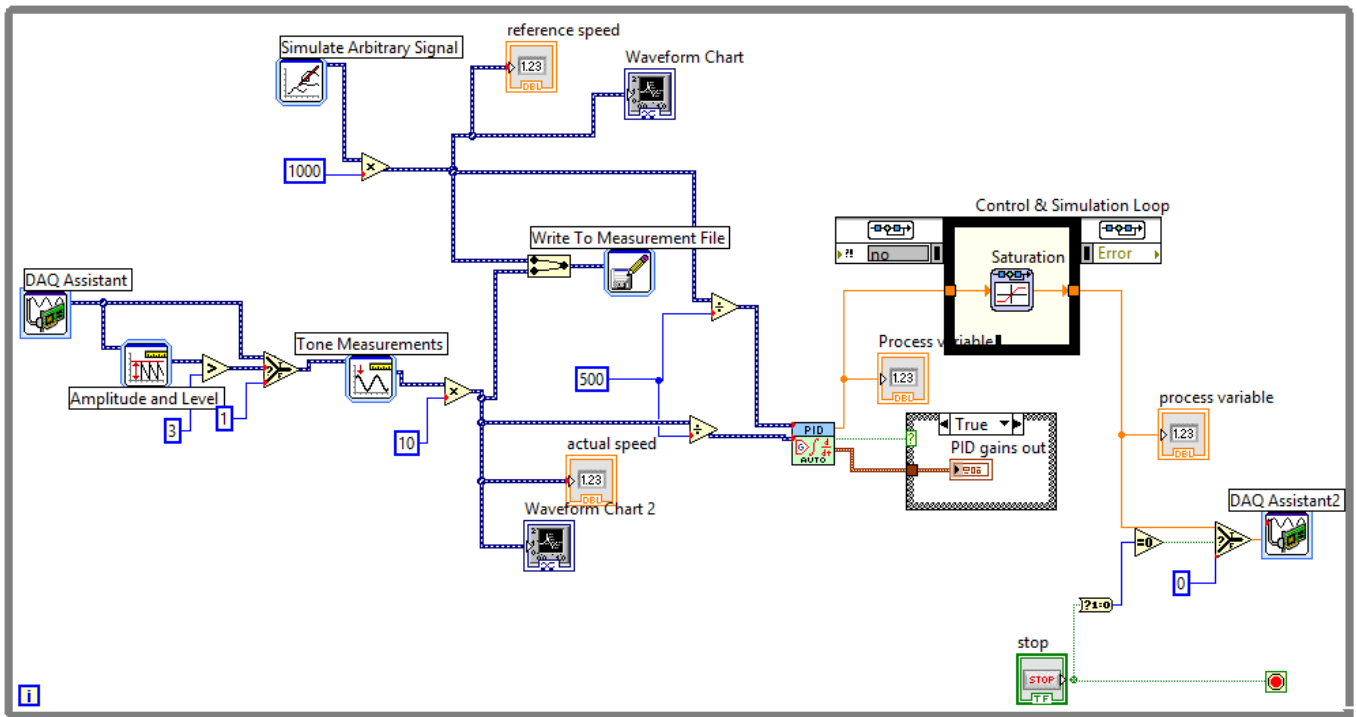 reference speed
Simulate Arbitrary Signal
Waveform Chart
1.23
DBL
1000
Control & Simulation Loop
Write To Measurement File
no
Error
Saturation
DAQ Assistant
Tone Measurements
Process variable
500
1.23
DBL
process variable
Amplitude and Level
1
3
10
PID
AUTO
True
1.23
DBL
actual speed
PID gains out
1.23
DBL
Waveform Chart 2
DAQ Assistant2
=0
0
?1:0
stop
STOP
TF
i